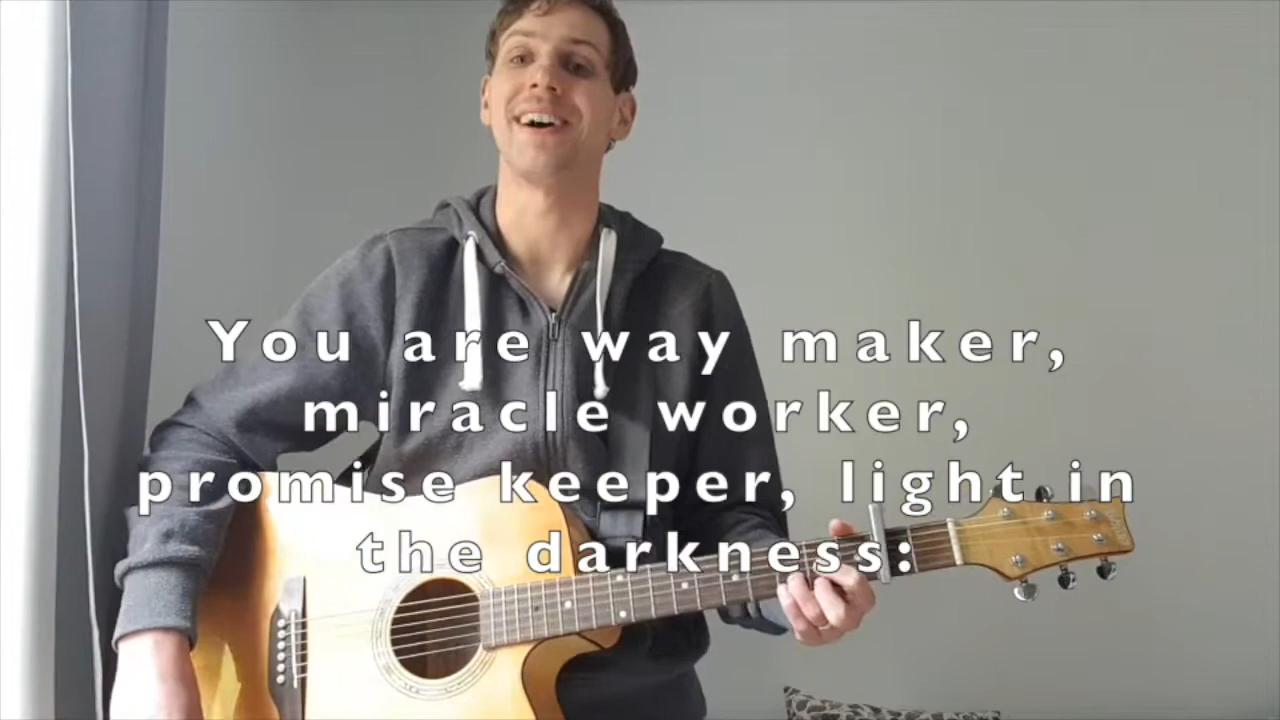 You are way maker,
miracle worker,
promise keeper, light in
the darkness: